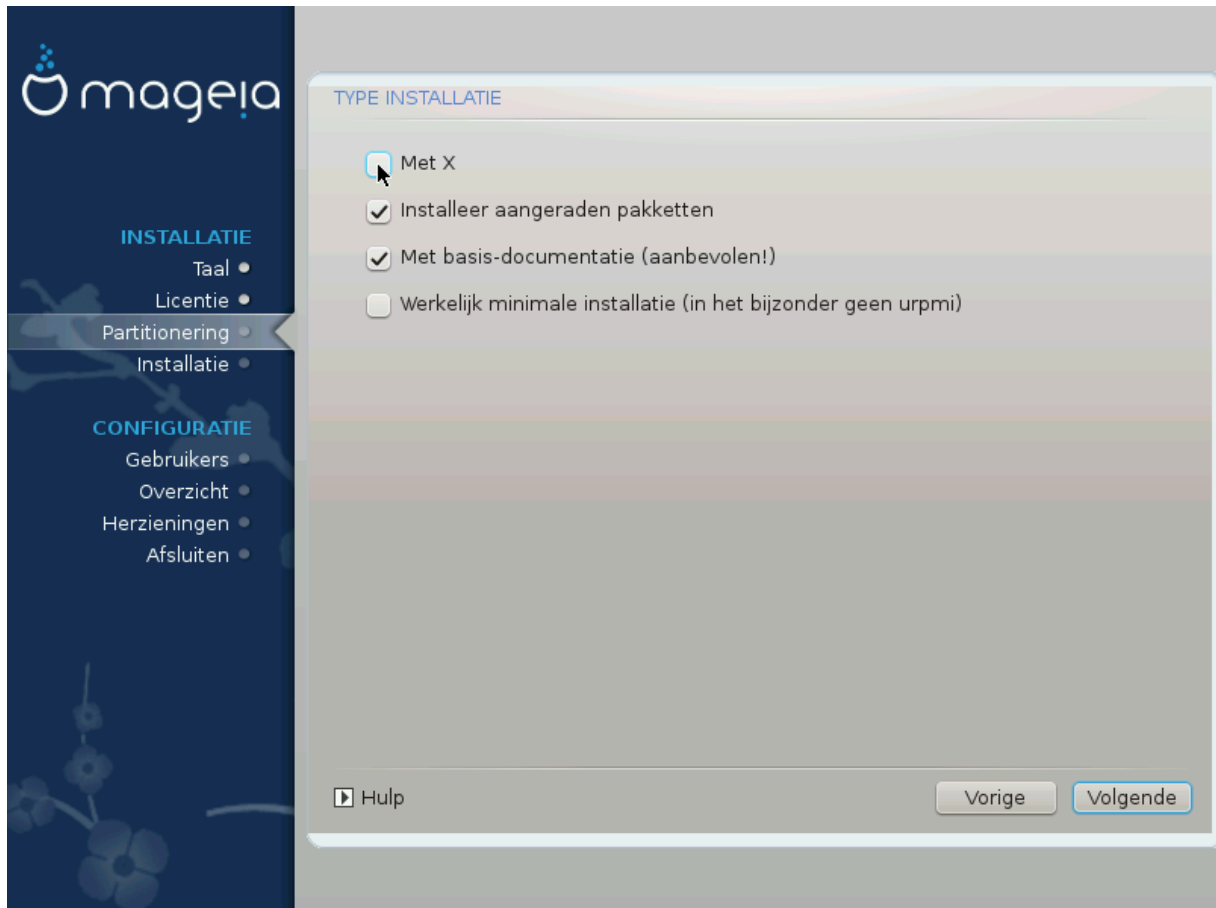 mageia
INSTALLATIE
Taal
Licentie
Partitionering
Installatie
CONFIGURATIE
Gebruikers
Overzicht
Herzieningen
Afsluiten
TYPE INSTALLATIE
Met X
Installeer aangeraden pakketten
Met basis-documentatie (aanbevolen!)
Werkelijk minimale installatie (in het bijzonder geen urpmi)
Hulp
Vorige
Volgende